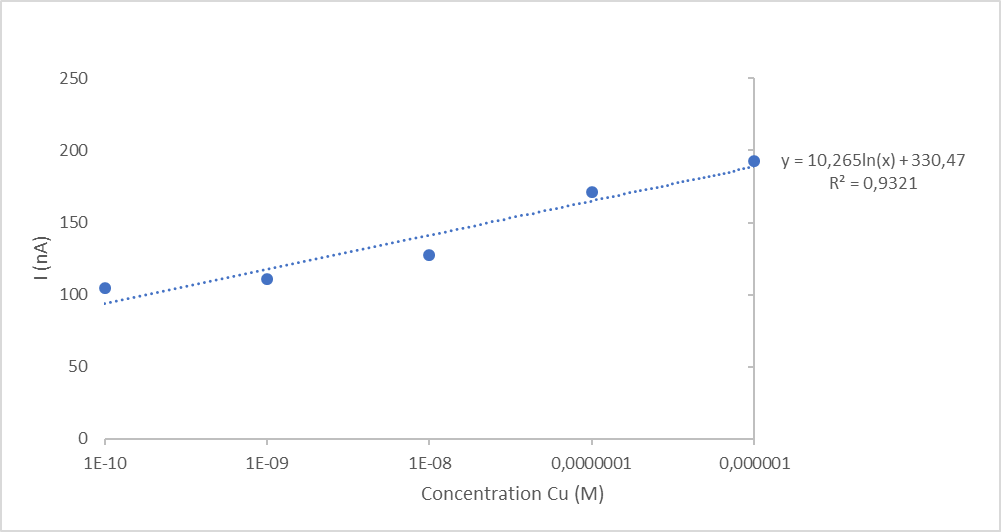 250
200
150
100
50
0
I (nA)
y = 10,265ln(x) + 330,47
R² = 0,9321
1E-10 1E-09 1E-08 0,0000001 0,000001
Concentration Cu (M)